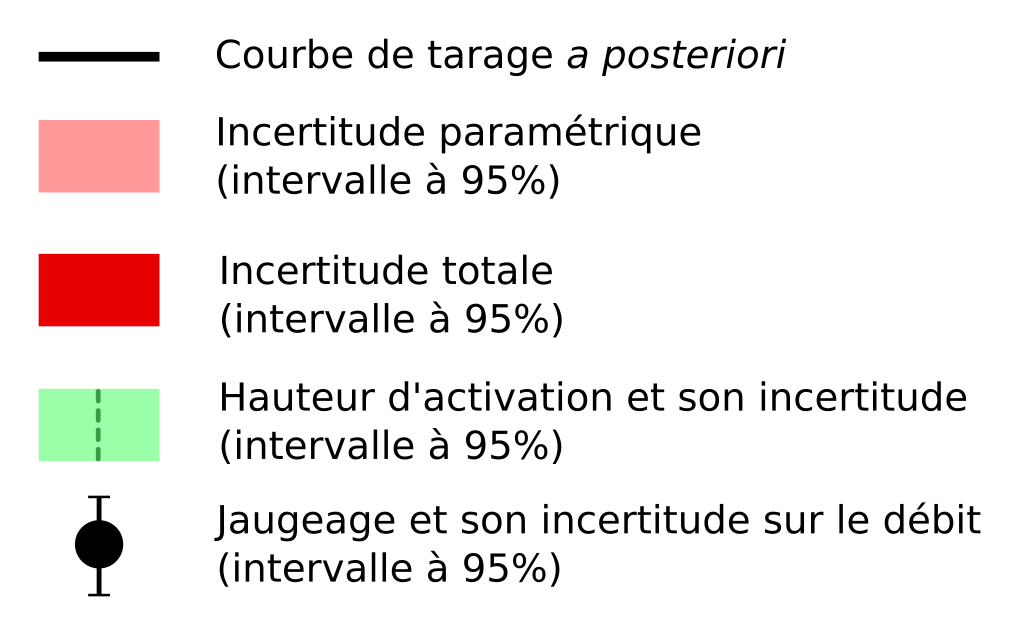 Courbe de tarage a posteriori
Incertitude paramétrique
(intervalle à 95%)
Incertitude totale
(intervalle à 95%)
Hauteur d'activation et son incertitude
(intervalle à 95%)
Jaugeage et son incertitude sur le débit
(intervalle à 95%)